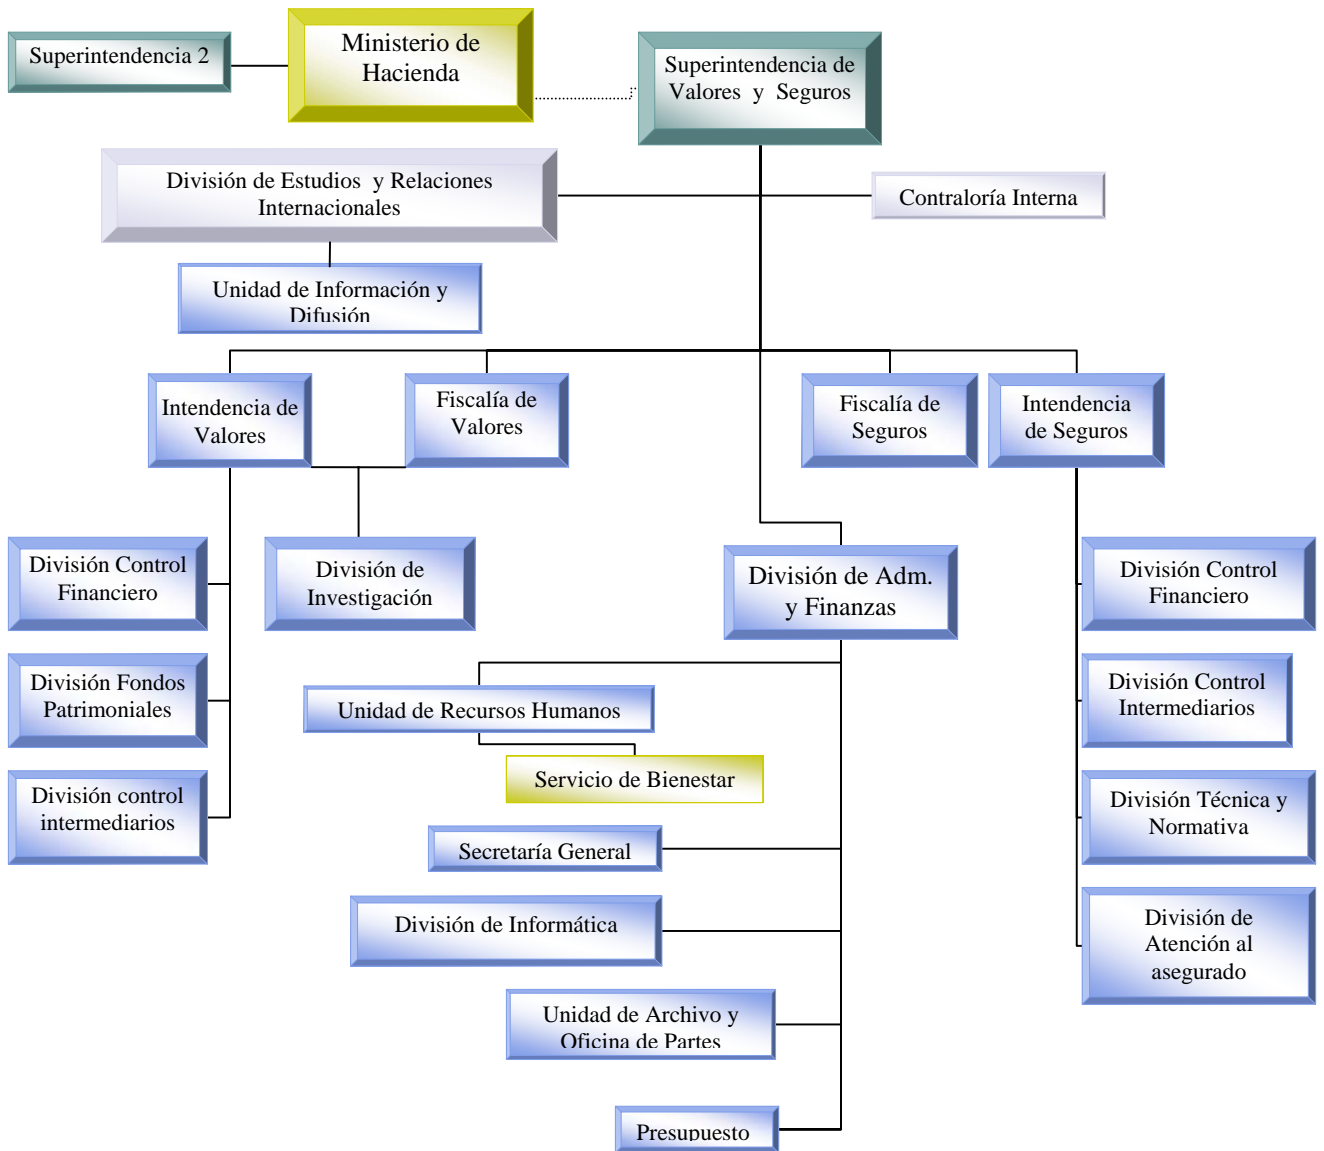 Superintendencia 2
Ministerio de
Hacienda
Superintendencia de
Valores y Seguros
División de Estudios y Relaciones
Internacionales
Contraloría Interna
Unidad de Información y
Difusión
Intendencia de
Valores
Fiscalía de
Valores
Fiscalía de
Seguros
Intendencia
de Seguros
División Control
Financiero
División de
Investigación
División de Adm.
y Finanzas
División Control
Financiero
División Fondos
Patrimoniales
Unidad de Recursos Humanos
División Control
Intermediarios
Servicio de Bienestar
División control
intermediarios
División Técnica y
Normativa
Secretaría General
División de Informática
División de
Atención al
asegurado
Unidad de Archivo y
Oficina de Partes
Presupuesto